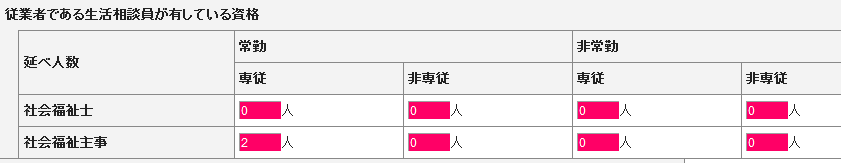 従業者である生活相談員が有している資格
延べ人数 常勤 非常勤
専従 非専従 専従 非専従
社会福祉士 0人 0人 0人 0人
社会福祉主事 2人 0人 0人 0人